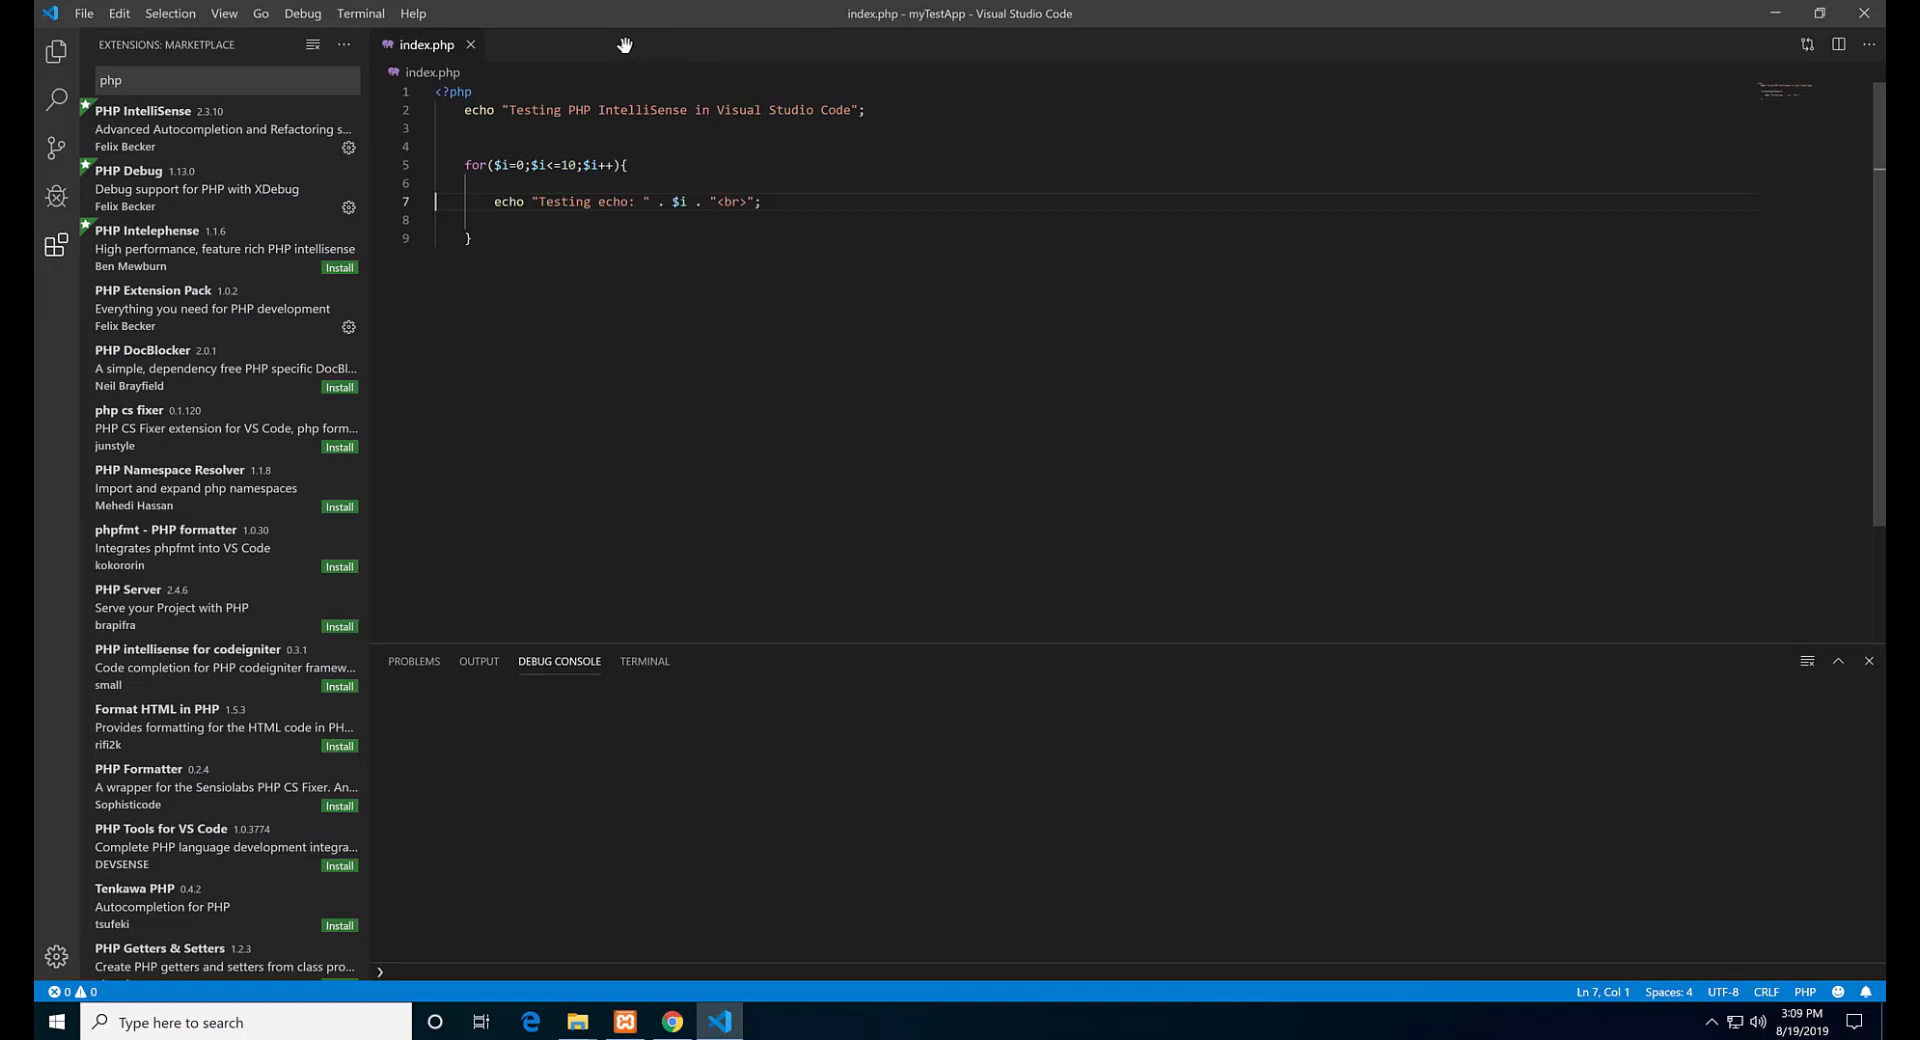 File Edit Selection View Go Debug Terminal Help
index.php - myTestApp - Visual Studio Code
EXTENSIONS: MARKETPLACE
php
PHP IntelliSense 2.3.10
Advanced Autocompletion and Refactoring s...
Felix Becker
PHP Debug 1.13.0
Debug support for PHP with XDebug
Felix Becker
PHP Intelephense 1.1.6
High performance, feature rich PHP intellisense
Ben Mewburn Install
PHP Extension Pack 1.0.2
Everything you need for PHP development
Felix Becker
PHP DocBlocker 2.0.1
A simple, dependency free PHP specific DocBl...
Neil Brayfield Install
php cs fixer 0.1.120
PHP CS Fixer extension for VS Code, php form...
junstyle Install
PHP Namespace Resolver 1.1.8
Import and expand php namespaces
Mehedi Hassan Install
phpfmt - PHP formatter 1.0.30
Integrates phpfmt into VS Code
kokororin Install
PHP Server 2.4.6
Serve your Project with PHP
brapifra Install
PHP intellisense for codeigniter 0.3.1
Code completion for PHP codeigniter framew...
small Install
Format HTML in PHP 1.5.3
Provides formatting for the HTML code in PH...
rifi2k Install
PHP Formatter 0.2.4
A wrapper for the Sensiolabs PHP CS Fixer. An...
Sophisticode Install
PHP Tools for VS Code 1.0.3774
Complete PHP language development integra...
DEVSENSE Install
Tenkawa PHP 0.4.2
Autocompletion for PHP
tsufeki Install
PHP Getters & Setters 1.2.3
Create PHP getters and setters from class pro...
index.php
index.php
1 <?php
2 echo "Testing PHP IntelliSense in Visual Studio Code";
3
4
5 for($i=0;$i<=10;$i++){
6
7 echo "Testing echo: " . $i . "<br>";
8
9 }
PROBLEMS OUTPUT DEBUG CONSOLE TERMINAL
0 0
Ln 7, Col 1 Spaces: 4 UTF-8 CRLF PHP
Type here to search
3:09 PM
8/19/2019